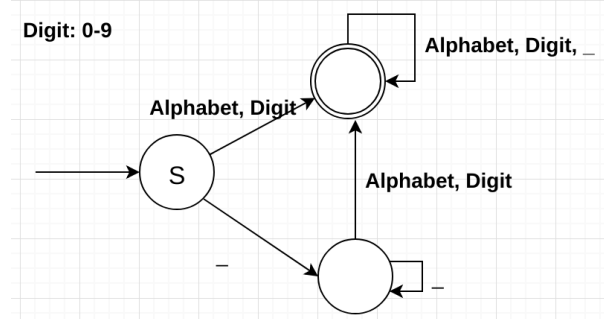 Digit: 0-9
Alphabet, Digit, _
Alphabet, Digit
S
Alphabet, Digit
_
_